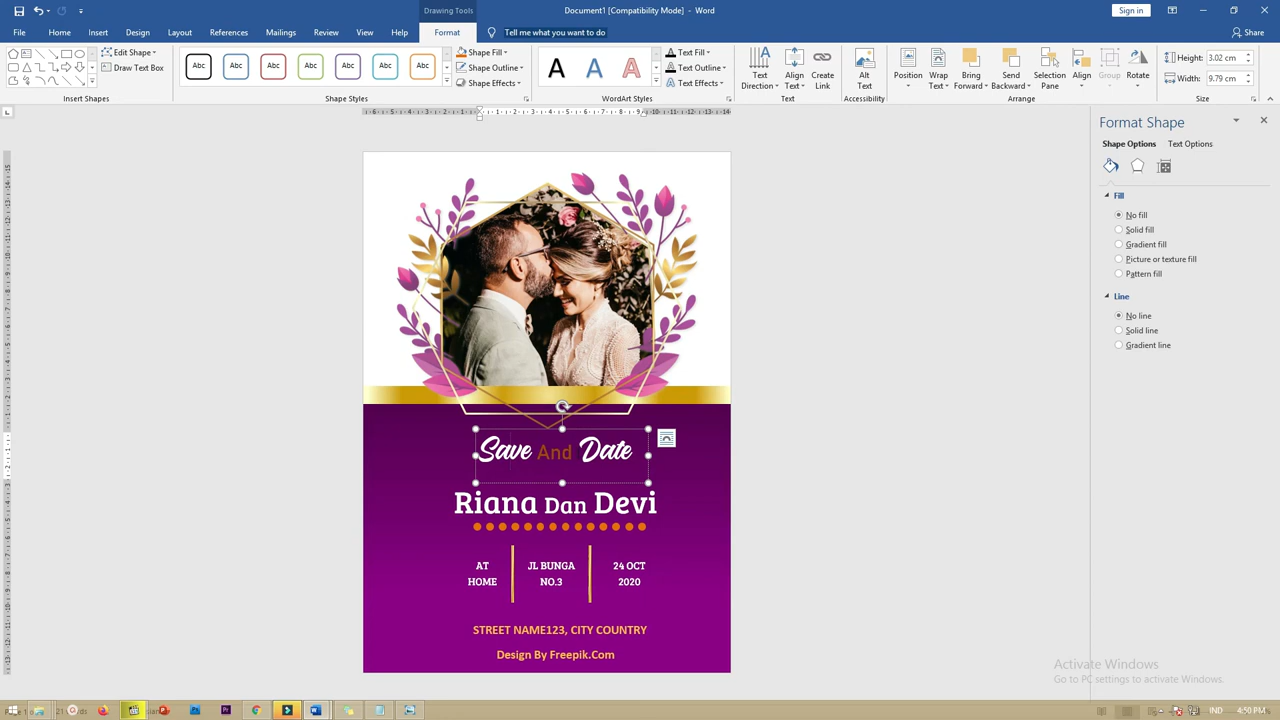 Drawing Tools
Document1 [Compatibility Mode] - Word
Sign in
File Home Insert Design Layout References Mailings Review View Help Format Tell me what you want to do
Share
Edit Shape
Draw Text Box
Insert Shapes
Abc Abc Abc Abc Abc Abc Abc
Shape Fill
Shape Outline
Shape Effects
Shape Styles
A A A
Text Fill
Text Outline
Text Effects
WordArt Styles
Text Direction
Align Text
Create Link
Text
Alt Text
Accessibility
Position
Wrap Text
Bring Forward
Send Backward
Selection Pane
Align
Group
Rotate
Arrange
Height: 3.02 cm
Width: 9.79 cm
Size
Format Shape
Shape Options Text Options
Fill
No fill
Solid fill
Gradient fill
Picture or texture fill
Pattern fill
Line
No line
Solid line
Gradient line
Save And Date
Riana Dan Devi
AT
HOME
JL BUNGA
NO.3
24 OCT
2020
STREET NAME123, CITY COUNTRY
Design By Freepik.Com
Activate Windows
Go to PC settings to activate Windows.
IND 4:50 PM